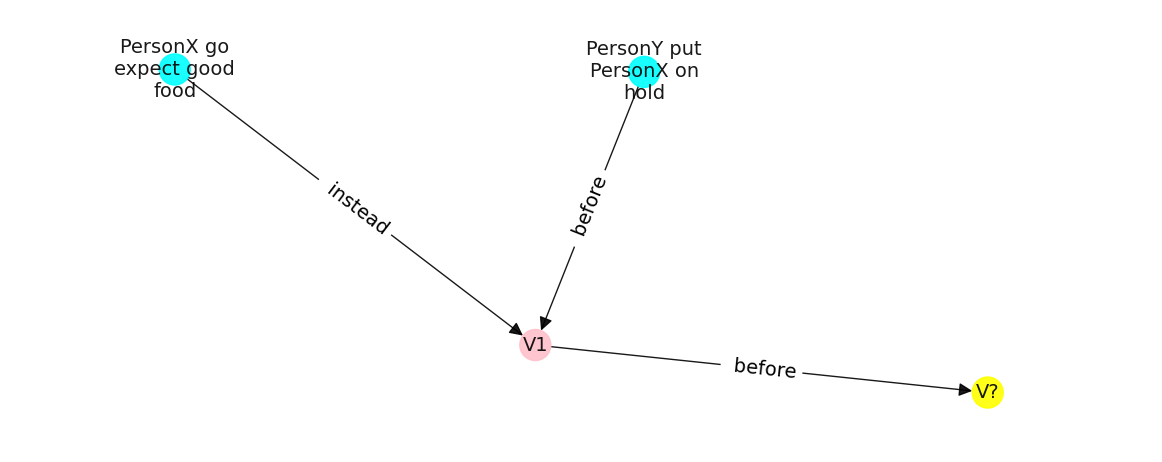 PersonX go
expect good
food
PersonY put
PersonX on
hold
instead
before
V1
before
V?